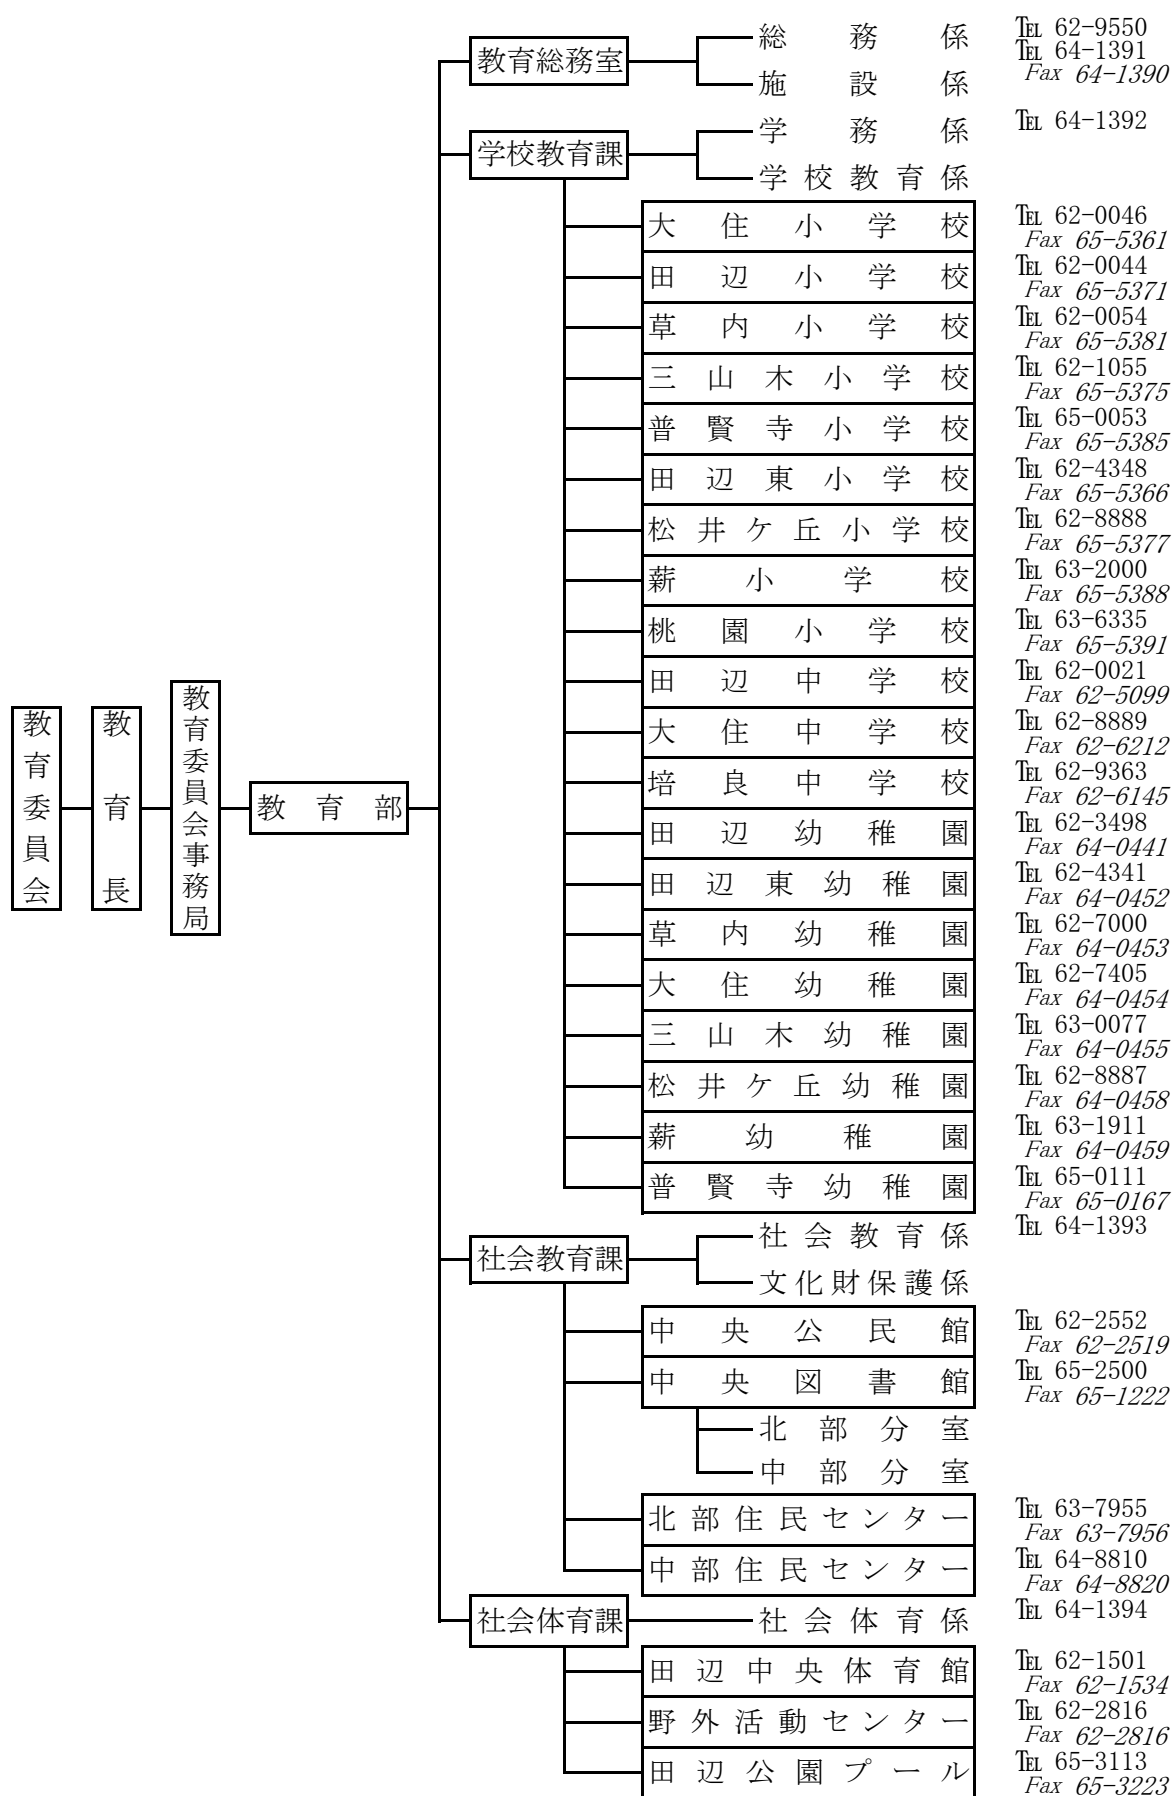 教育委員会
教育長
教育委員会事務局
教育部
教育総務室
総務係 ℡ 62-9550
℡ 64-1391
Fax 64-1390
施設係
学校教育課
学務係 ℡ 64-1392
学校教育係
大住小学校 ℡ 62-0046
Fax 65-5361
田辺小学校 ℡ 62-0044
Fax 65-5371
草内小学校 ℡ 62-0054
Fax 65-5381
三山木小学校 ℡ 62-1055
Fax 65-5375
普賢寺小学校 ℡ 65-0053
Fax 65-5385
田辺東小学校 ℡ 62-4348
Fax 65-5366
松井ケ丘小学校 ℡ 62-8888
Fax 65-5377
薪小学校 ℡ 63-2000
Fax 65-5388
桃園小学校 ℡ 63-6335
Fax 65-5391
田辺中学校 ℡ 62-0021
Fax 62-5099
大住中学校 ℡ 62-8889
Fax 62-6212
培良中学校 ℡ 62-9363
Fax 62-6145
田辺幼稚園 ℡ 62-3498
Fax 64-0441
田辺東幼稚園 ℡ 62-4341
Fax 64-0452
草内幼稚園 ℡ 62-7000
Fax 64-0453
大住幼稚園 ℡ 62-7405
Fax 64-0454
三山木幼稚園 ℡ 63-0077
Fax 64-0455
松井ケ丘幼稚園 ℡ 62-8887
Fax 64-0458
薪幼稚園 ℡ 63-1911
Fax 64-0459
普賢寺幼稚園 ℡ 65-0111
Fax 65-0167
社会教育課
社会教育係 ℡ 64-1393
文化財保護係
中央公民館 ℡ 62-2552
Fax 62-2519
中央図書館 ℡ 65-2500
Fax 65-1222
北部分室
中部分室
北部住民センター ℡ 63-7955
Fax 63-7956
中部住民センター ℡ 64-8810
Fax 64-8820
社会体育課
社会体育係 ℡ 64-1394
田辺中央体育館 ℡ 62-1501
Fax 62-1534
野外活動センター ℡ 62-2816
Fax 62-2816
田辺公園プール ℡ 65-3113
Fax 65-3223